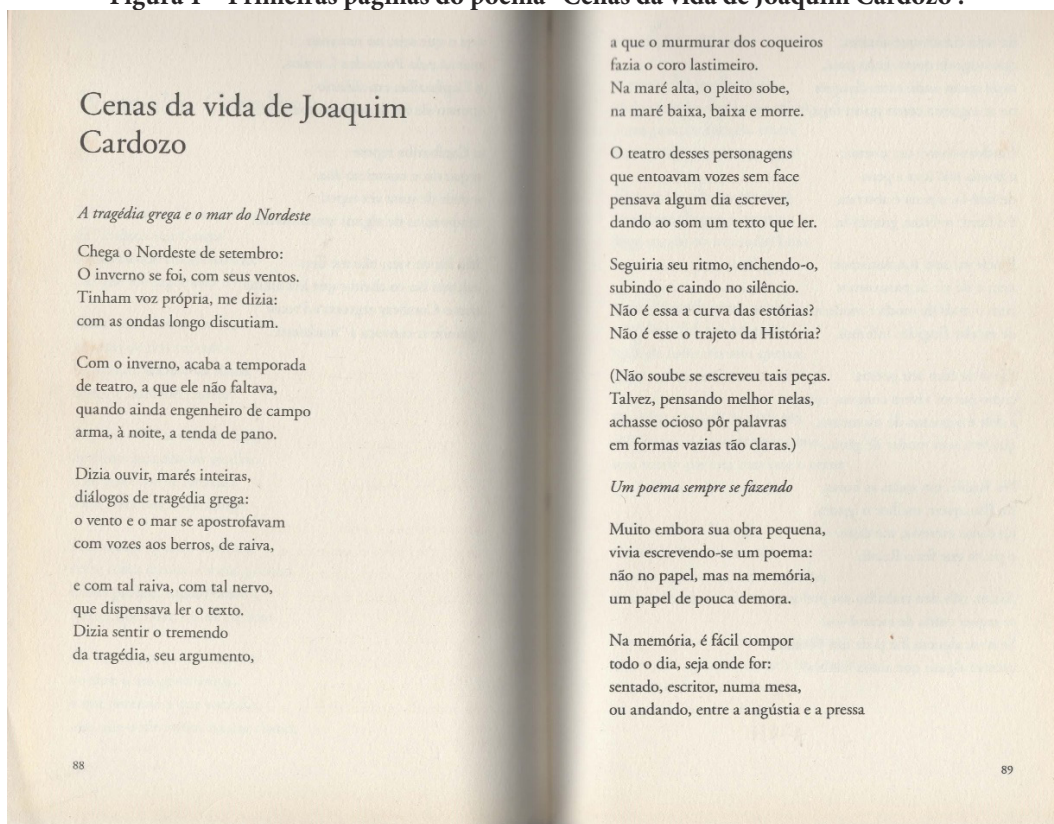 Figura 1 – Primeiras páginas do poema "Cenas da vida de Joaquim Cardozo".
Cenas da vida de Joaquim
Cardozo
A tragédia grega e o mar do Nordeste
Chega o Nordeste de setembro:
O inverno se foi, com seus ventos.
Tinham voz própria, me dizia:
com as ondas longo discutiam.
Com o inverno, acaba a temporada
de teatro, a que ele não faltava,
quando ainda engenheiro de campo
arma, à noite, a tenda de pano.
Dizia ouvir, marés inteiras,
diálogos de tragédia grega:
o vento e o mar se apostrofavam
com vozes aos berros, de raiva,
e com tal raiva, com tal nervo,
que dispensava ler o texto.
Dizia sentir o tremendo
da tragédia, seu argumento,
88
a que o murmurar dos coqueiros
fazia o coro lastimeiro.
Na maré alta, o pleito sobe,
na maré baixa, baixa e morre.
O teatro desses personagens
que entoavam vozes sem face
pensava algum dia escrever,
dando ao som um texto que ler.
Seguiria seu ritmo, enchendo-o,
subindo e caindo no silêncio.
Não é essa a curva das estórias?
Não é esse o trajeto da História?
(Não soube se escreveu tais peças.
Talvez, pensando melhor nelas,
achasse ocioso pôr palavras
em formas vazias tão claras.)
Um poema sempre se fazendo
Muito embora sua obra pequena,
vivia escrevendo-se um poema:
não no papel, mas na memória,
um papel de pouca demora.
Na memória, é fácil compor
todo o dia, seja onde for:
sentado, escritor, numa mesa,
ou andando, entre a angústia e a pressa
89